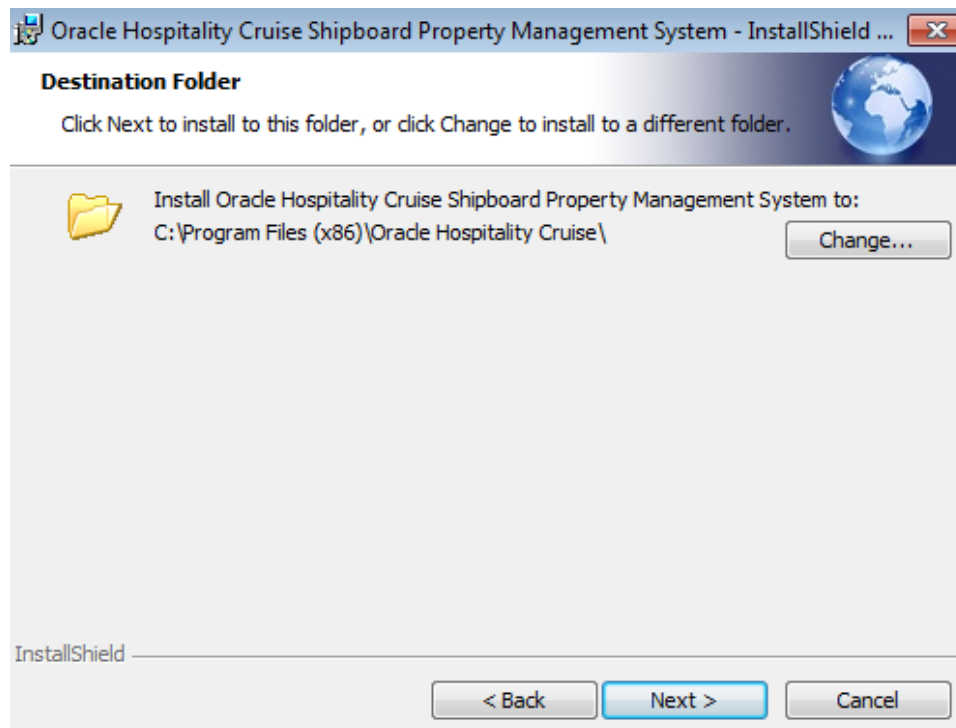 Oracle Hospitality Cruise Shipboard Property Management System - InstallShield ...
Destination Folder
Click Next to install to this folder, or click Change to install to a different folder.
Install Oracle Hospitality Cruise Shipboard Property Management System to:
C:\Program Files (x86)\Oracle Hospitality Cruise\
Change...
InstallShield
< Back
Next >
Cancel